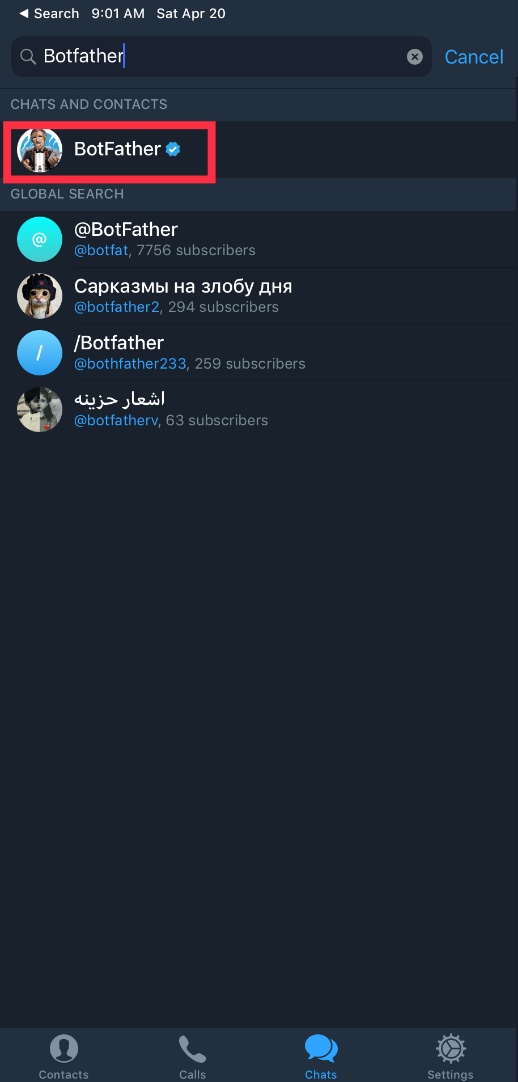 ◀ Search 9:01 AM Sat Apr 20
Botfather
Cancel
CHATS AND CONTACTS
BotFather
GLOBAL SEARCH
@
@BotFather
@botfat, 7756 subscribers
Сарказмы на злобу дня
@botfather2, 294 subscribers
/
/Botfather
@bothfather233, 259 subscribers
اشعار حزينه
@botfatherv, 63 subscribers
Contacts
Calls
Chats
Settings